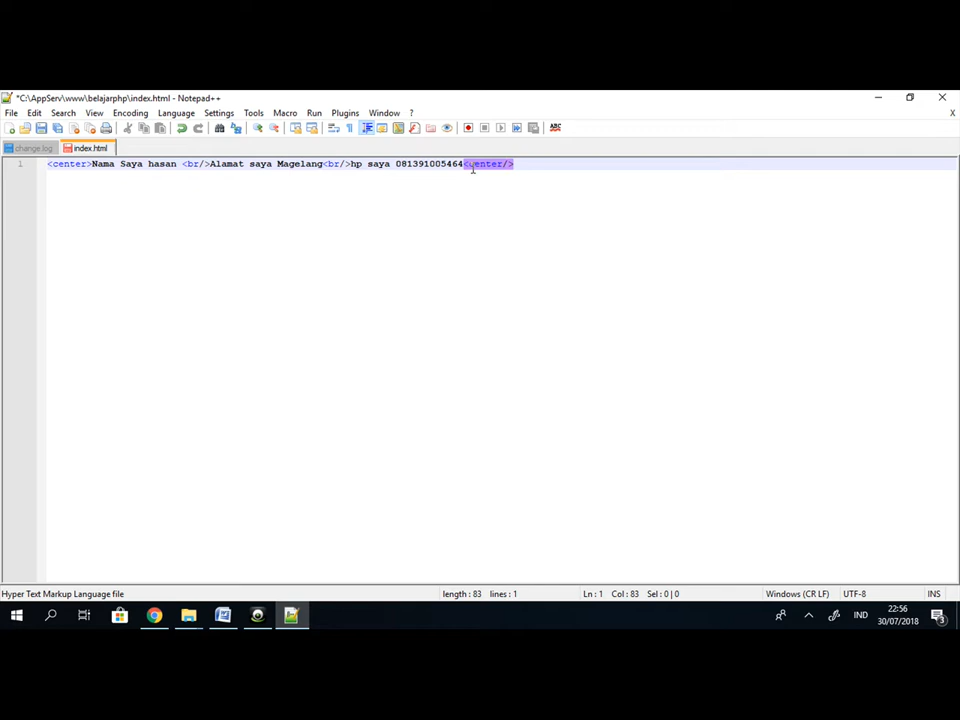 *C:\AppServ\www\belajarphp\index.html - Notepad++
File Edit Search View Encoding Language Settings Tools Macro Run Plugins Window ? X
change.log index.html
1 <center>Nama Saya hasan <br/>Alamat saya Magelang<br/>hp saya 081391005464<center/>
Hyper Text Markup Language file length : 83 lines : 1 Ln : 1 Col : 83 Sel : 0 | 0 Windows (CR LF) UTF-8 INS
IND 22:56
30/07/2018 3